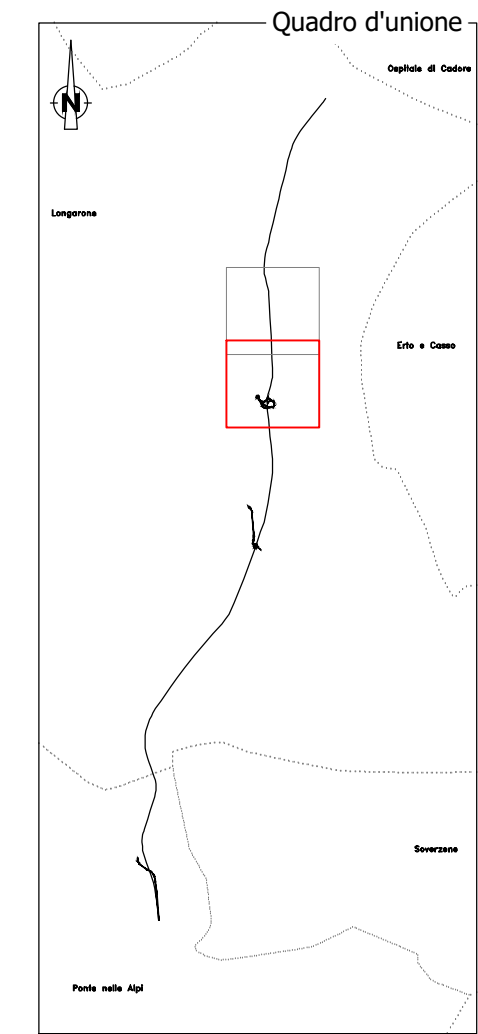 Quadro d'unione
Ospitale di Cadore
N
Longarone
Erto e Casso
Soverzene
Ponte nelle Alpi